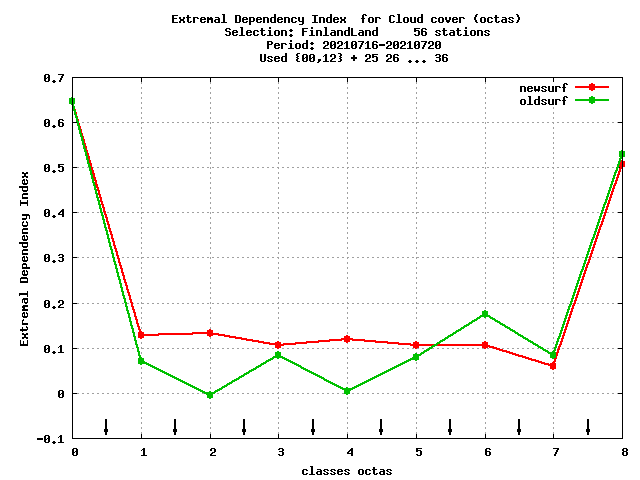 Extremal Dependency Index  for Cloud cover (octas)
Selection: FinlandLand     56 stations
Period: 20210716-20210720
Used {00,12} + 25 26 ... 36
newsurf
oldsurf
0.7
0.6
0.5
0.4
0.3
0.2
0.1
0
-0.1
Extremal Dependency Index
0 1 2 3 4 5 6 7 8
classes octas